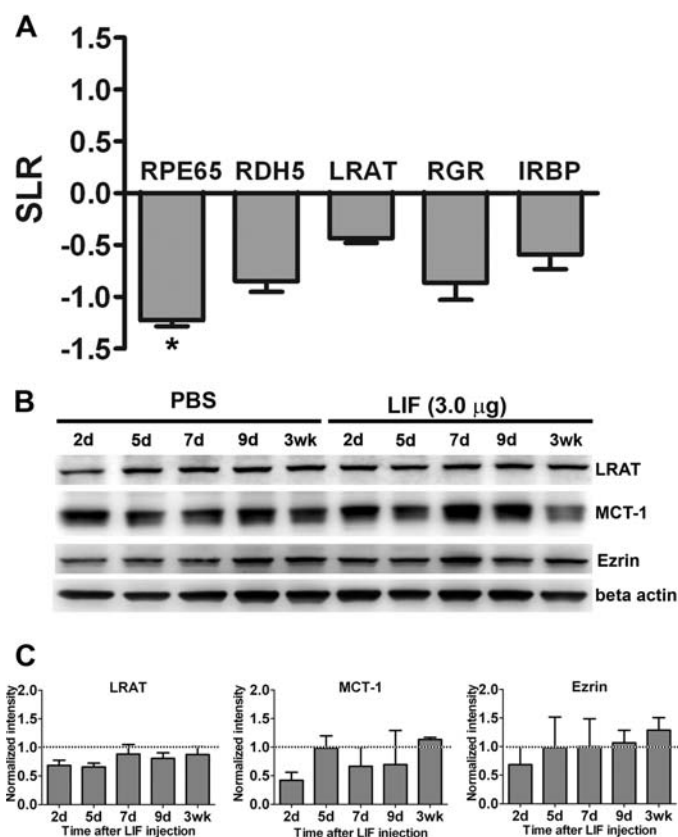 A
SLR
1.5
1.0
0.5
0.0
-0.5
-1.0
-1.5
RPE65 RDH5 LRAT RGR IRBP
*
B
PBS LIF (3.0 μg)
2d 5d 7d 9d 3wk 2d 5d 7d 9d 3wk
LRAT
MCT-1
Ezrin
beta actin
C
LRAT
Normalized intensity
2.0
1.5
1.0
0.5
0.0
2d 5d 7d 9d 3wk
Time after LIF injection
MCT-1
Normalized intensity
2.0
1.5
1.0
0.5
0.0
2d 5d 7d 9d 3wk
Time after LIF injection
Ezrin
Normalized intensity
2.0
1.5
1.0
0.5
0.0
2d 5d 7d 9d 3wk
Time after LIF injection